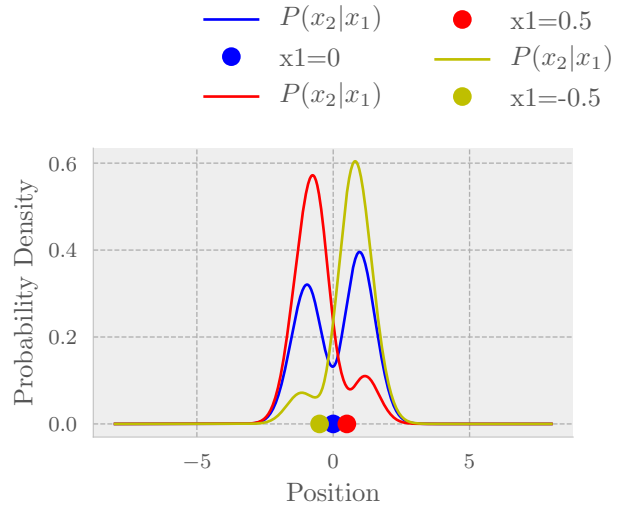 P(x₂|x₁) x1=0.5
x1=0 P(x₂|x₁)
P(x₂|x₁) x1=-0.5
0.6
0.4
0.2
0.0
Probability Density
−5 0 5
Position